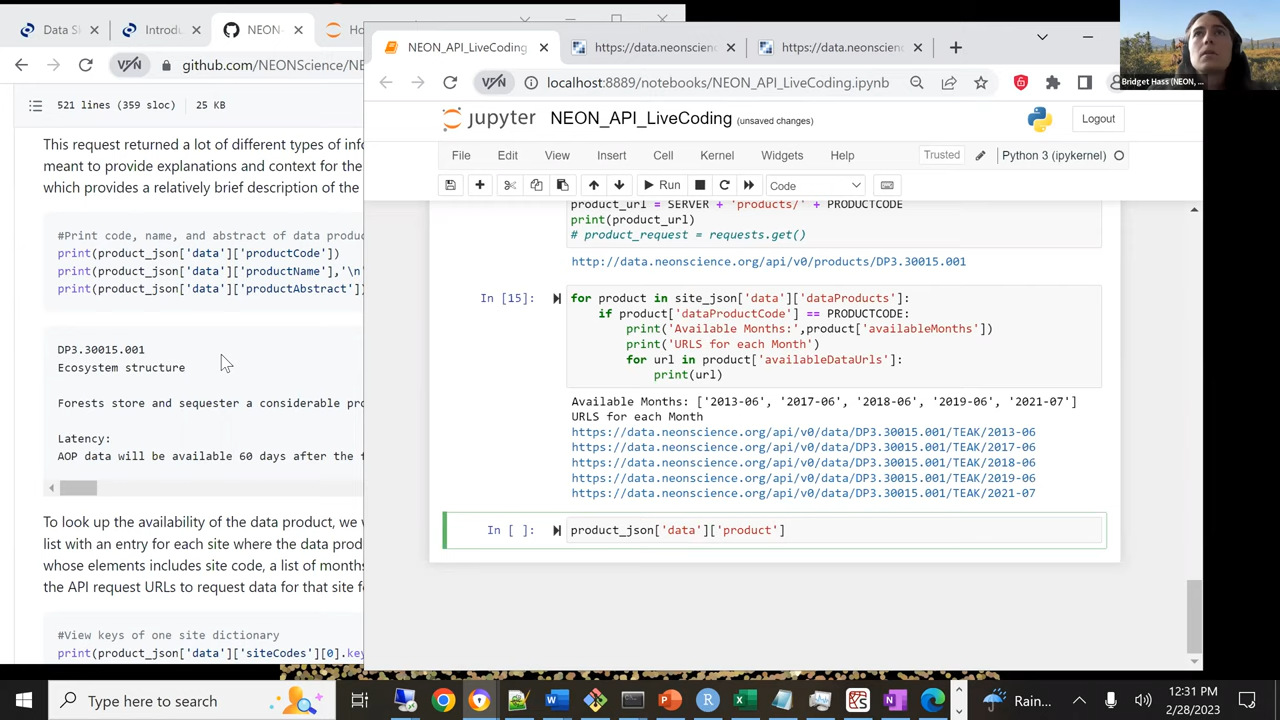 Data Sk
Introdu
NEON-
Ho
github.com/NEONScience/NE
521 lines (359 sloc)
25 KB
This request returned a lot of different types of info
meant to provide explanations and context for the
which provides a relatively brief description of the
#Print code, name, and abstract of data produc
print(product_json['data']['productCode'])
print(product_json['data']['productName'],'\n'
print(product_json['data']['productAbstract'])
DP3.30015.001
Ecosystem structure
Forests store and sequester a considerable pro
Latency:
AOP data will be available 60 days after the f
To look up the availability of the data product, we w
list with an entry for each site where the data prod
whose elements includes site code, a list of months
the API request URLs to request data for that site fo
#View keys of one site dictionary
print(product_json['data']['siteCodes'][0].key
NEON_API_LiveCoding
https://data.neonscienc
https://data.neonscienc
localhost:8889/notebooks/NEON_API_LiveCoding.ipynb
jupyter
NEON_API_LiveCoding (unsaved changes)
Logout
File Edit View Insert Cell Kernel Widgets Help
Trusted
Python 3 (ipykernel)
Run
Code
product_url = SERVER + 'products/' + PRODUCTCODE
print(product_url)
# product_request = requests.get()
http://data.neonscience.org/api/v0/products/DP3.30015.001
In [15]:
for product in site_json['data']['dataProducts']:
if product['dataProductCode'] == PRODUCTCODE:
print('Available Months:',product['availableMonths'])
print('URLS for each Month')
for url in product['availableDataUrls']:
print(url)
Available Months: ['2013-06', '2017-06', '2018-06', '2019-06', '2021-07']
URLS for each Month
https://data.neonscience.org/api/v0/data/DP3.30015.001/TEAK/2013-06
https://data.neonscience.org/api/v0/data/DP3.30015.001/TEAK/2017-06
https://data.neonscience.org/api/v0/data/DP3.30015.001/TEAK/2018-06
https://data.neonscience.org/api/v0/data/DP3.30015.001/TEAK/2019-06
https://data.neonscience.org/api/v0/data/DP3.30015.001/TEAK/2021-07
In [ ]:
product_json['data']['product']
Bridget Hass (NEON, ...
Type here to search
Rain...
12:31 PM
2/28/2023